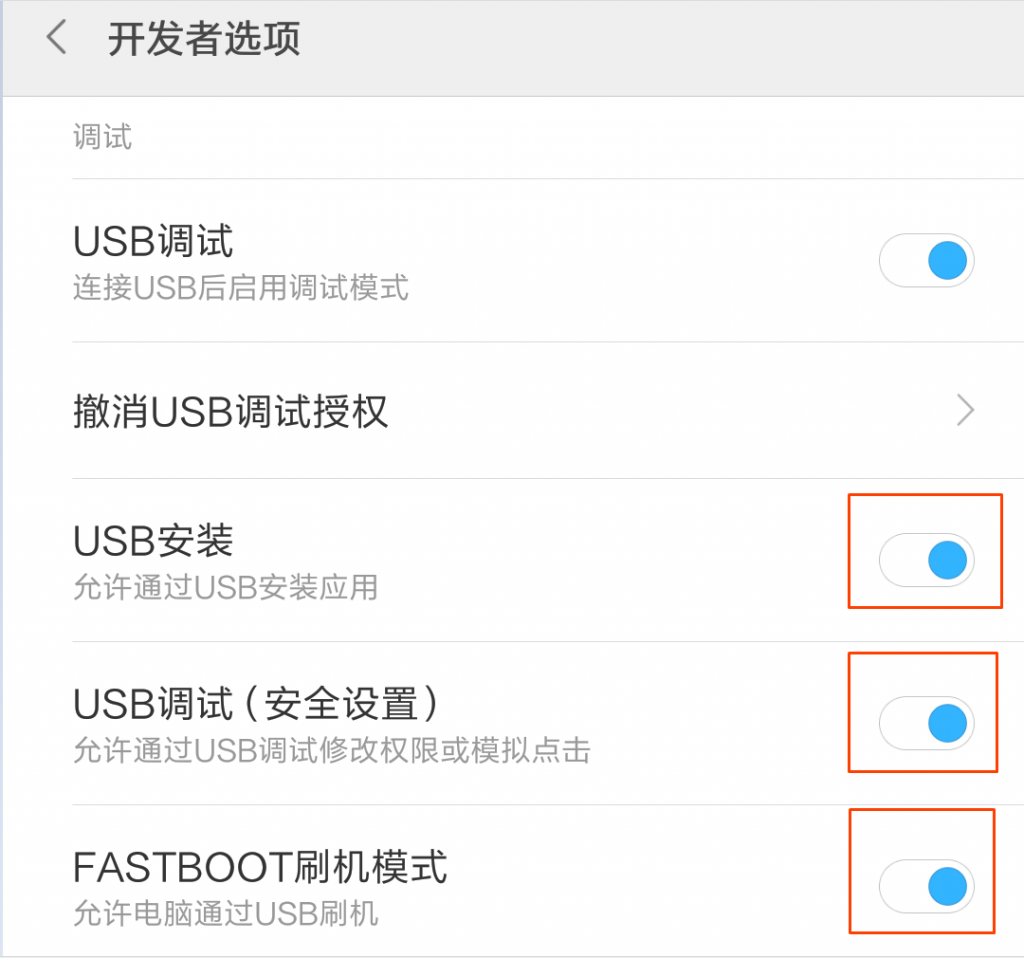 开发者选项
调试
USB调试
连接USB后启用调试模式
撤消USB调试授权
USB安装
允许通过USB安装应用
USB调试（安全设置）
允许通过USB调试修改权限或模拟点击
FASTBOOT刷机模式
允许电脑通过USB刷机